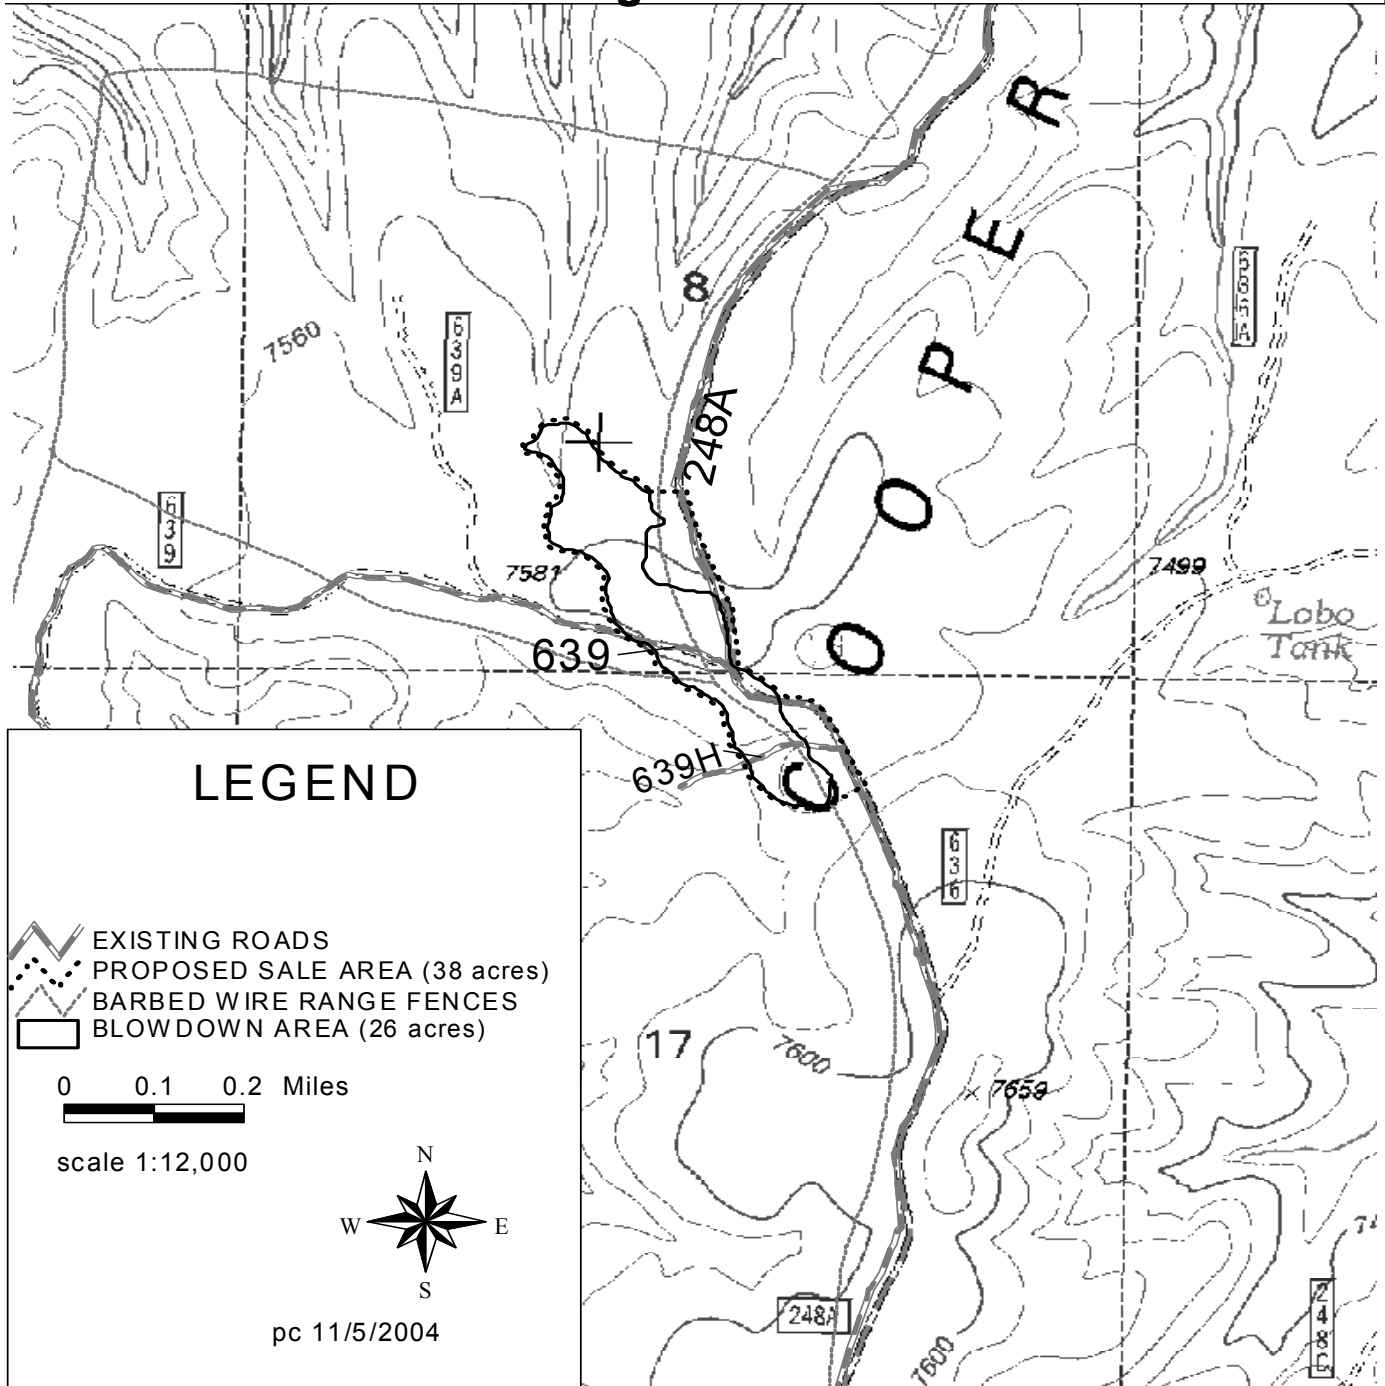 R
E
P
O
O
C
8
7560
639A
248A
639
7581
7499
Lobo
Tank
639
639H
636
17
7600
7659
248A
7600
LEGEND
EXISTING ROADS
PROPOSED SALE AREA (38 acres)
BARBED WIRE RANGE FENCES
BLOWDOWN AREA (26 acres)
0 0.1 0.2 Miles
scale 1:12,000
N
W E
S
pc 11/5/2004